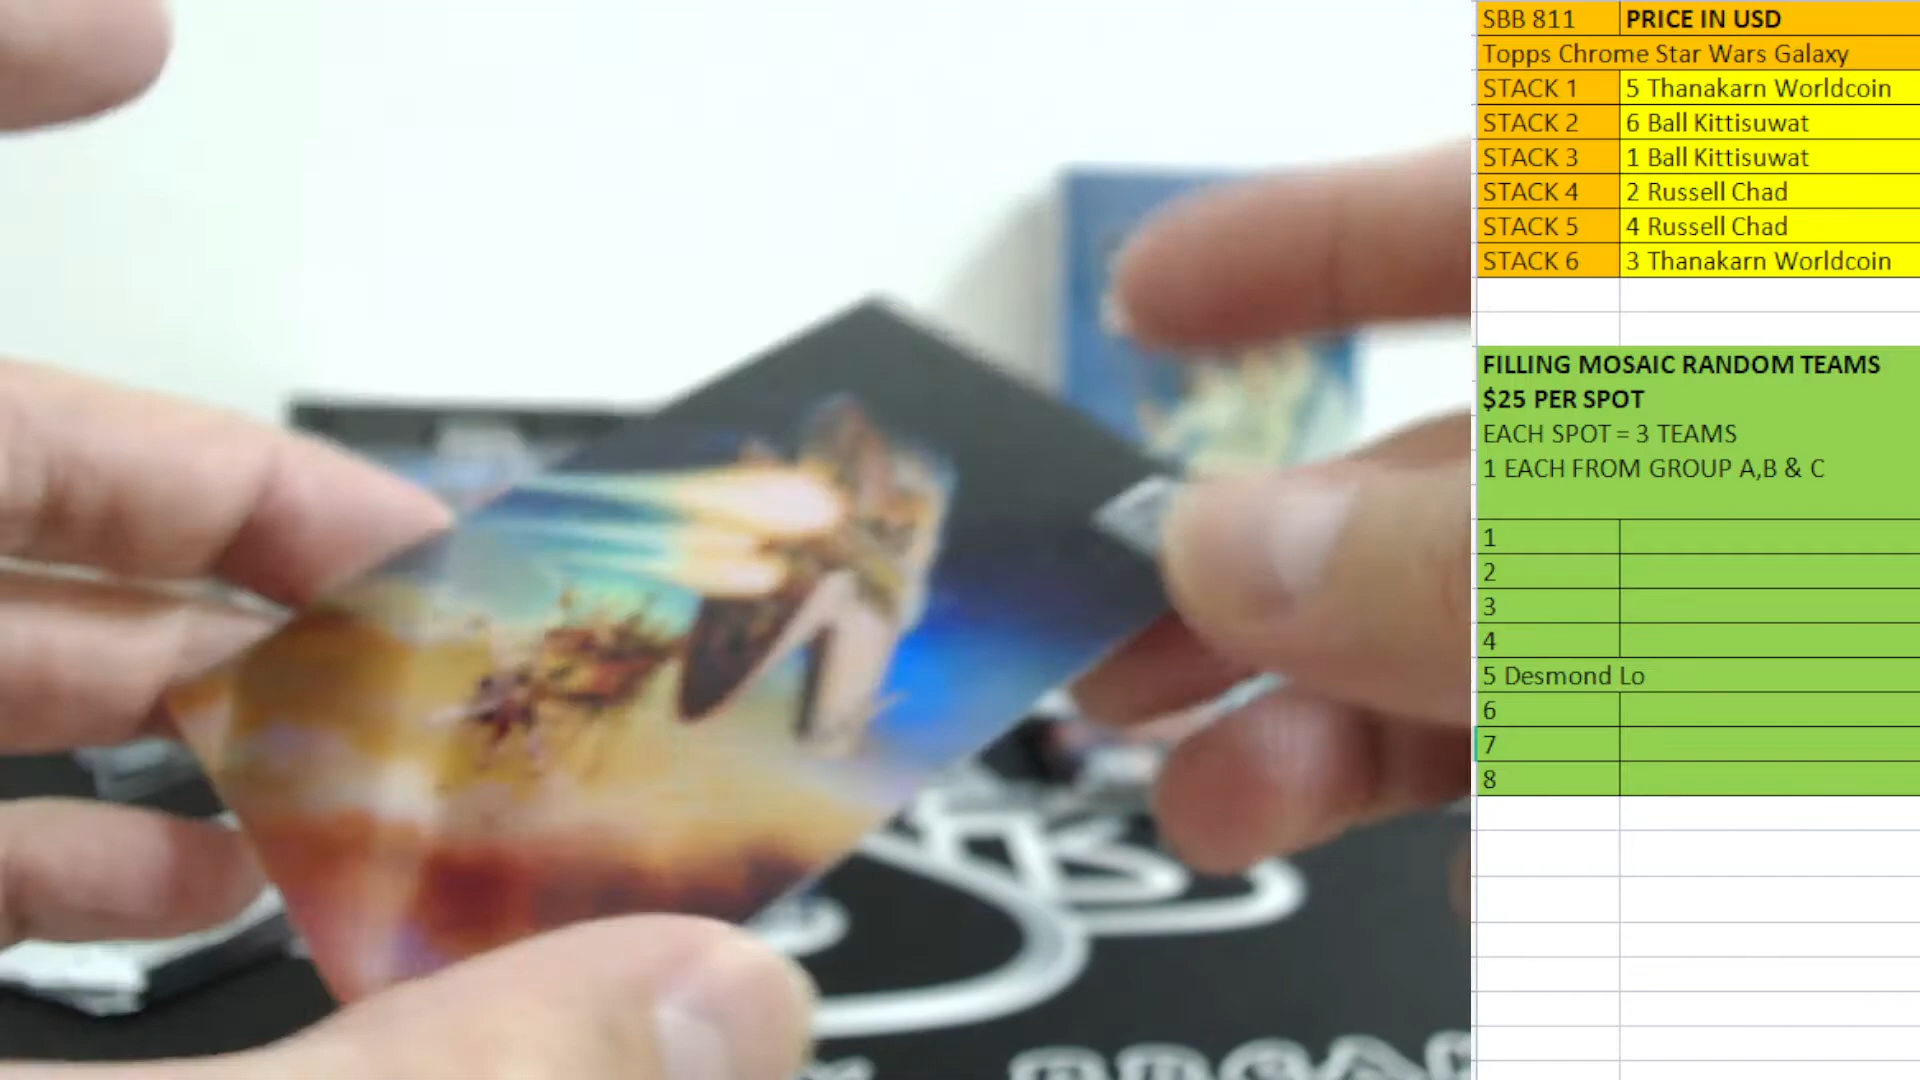 SBB 811 PRICE IN USD
Topps Chrome Star Wars Galaxy
STACK 1 5 Thanakarn Worldcoin
STACK 2 6 Ball Kittisuwat
STACK 3 1 Ball Kittisuwat
STACK 4 2 Russell Chad
STACK 5 4 Russell Chad
STACK 6 3 Thanakarn Worldcoin
FILLING MOSAIC RANDOM TEAMS
$25 PER SPOT
EACH SPOT = 3 TEAMS
1 EACH FROM GROUP A,B & C
1
2
3
4
5 Desmond Lo
6
7
8